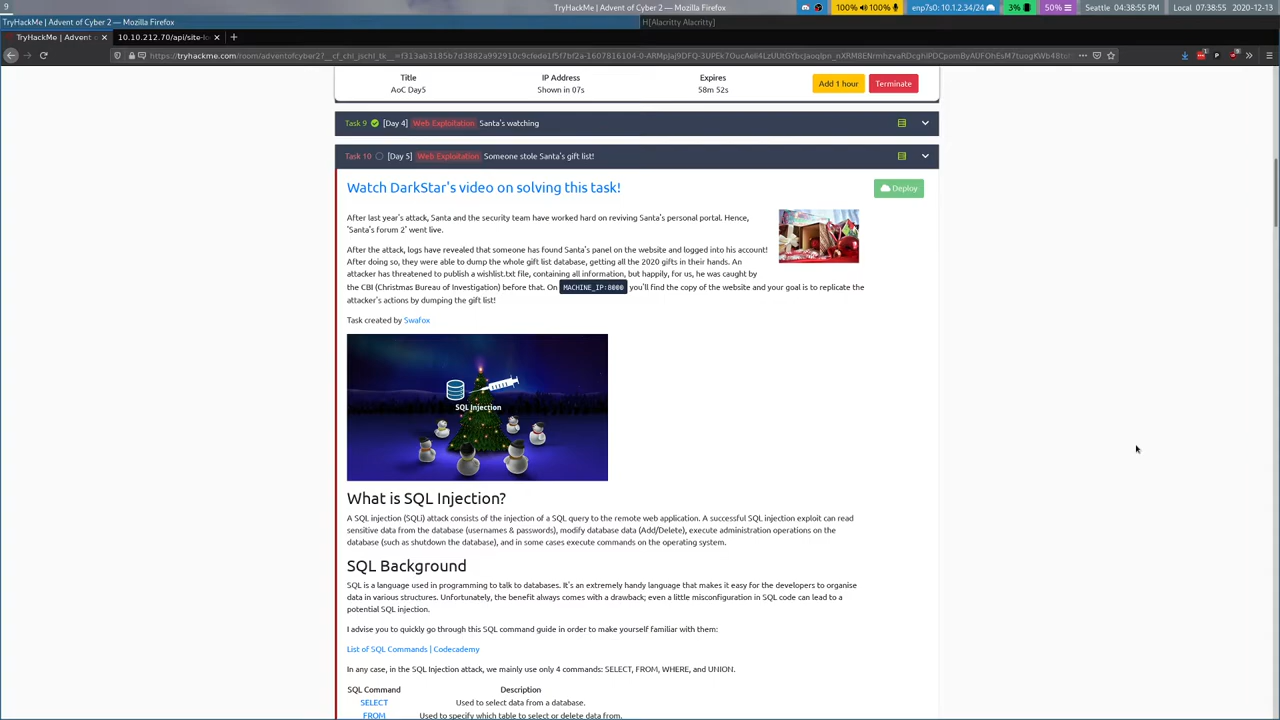 9
TryHackMe | Advent of Cyber 2 — Mozilla Firefox
100% 100%
enp7s0: 10.1.2.34/24
3%
50%
Seattle 04:38:55 PM
Local 07:38:55
2020-12-13
TryHackMe | Advent of Cyber 2 — Mozilla Firefox
H[Alacritty Alacritty]
TryHackMe | Advent o
10.10.212.70/api/site-lo
Title
IP Address
Expires
AoC Day5
Shown in 07s
58m 52s
Add 1 hour
Terminate
Task 9
[Day 4]
Web Exploitation
Santa's watching
Task 10
[Day 5]
Web Exploitation
Someone stole Santa's gift list!
Watch DarkStar's video on solving this task!
Deploy
After last year's attack, Santa and the security team have worked hard on reviving Santa's personal portal. Hence,
'Santa's forum 2' went live.
After the attack, logs have revealed that someone has found Santa's panel on the website and logged into his account!
After doing so, they were able to dump the whole gift list database, getting all the 2020 gifts in their hands. An
attacker has threatened to publish a wishlist.txt file, containing all information, but happily, for us, he was caught by
the CBI (Christmas Bureau of Investigation) before that. On MACHINE_IP:8000 you'll find the copy of the website and your goal is to replicate the
attacker's actions by dumping the gift list!
Task created by Swafox
SQL Injection
What is SQL Injection?
A SQL injection (SQLi) attack consists of the injection of a SQL query to the remote web application. A successful SQL injection exploit can read
sensitive data from the database (usernames & passwords), modify database data (Add/Delete), execute administration operations on the
database (such as shutdown the database), and in some cases execute commands on the operating system.
SQL Background
SQL is a language used in programming to talk to databases. It's an extremely handy language that makes it easy for the developers to organise
data in various structures. Unfortunately, the benefit always comes with a drawback; even a little misconfiguration in SQL code can lead to a
potential SQL injection.
I advise you to quickly go through this SQL command guide in order to make yourself familiar with them:
List of SQL Commands | Codecademy
In any case, in the SQL Injection attack, we mainly use only 4 commands: SELECT, FROM, WHERE, and UNION.
SQL Command
Description
SELECT
Used to select data from a database.
FROM
Used to specify which table to select or delete data from.